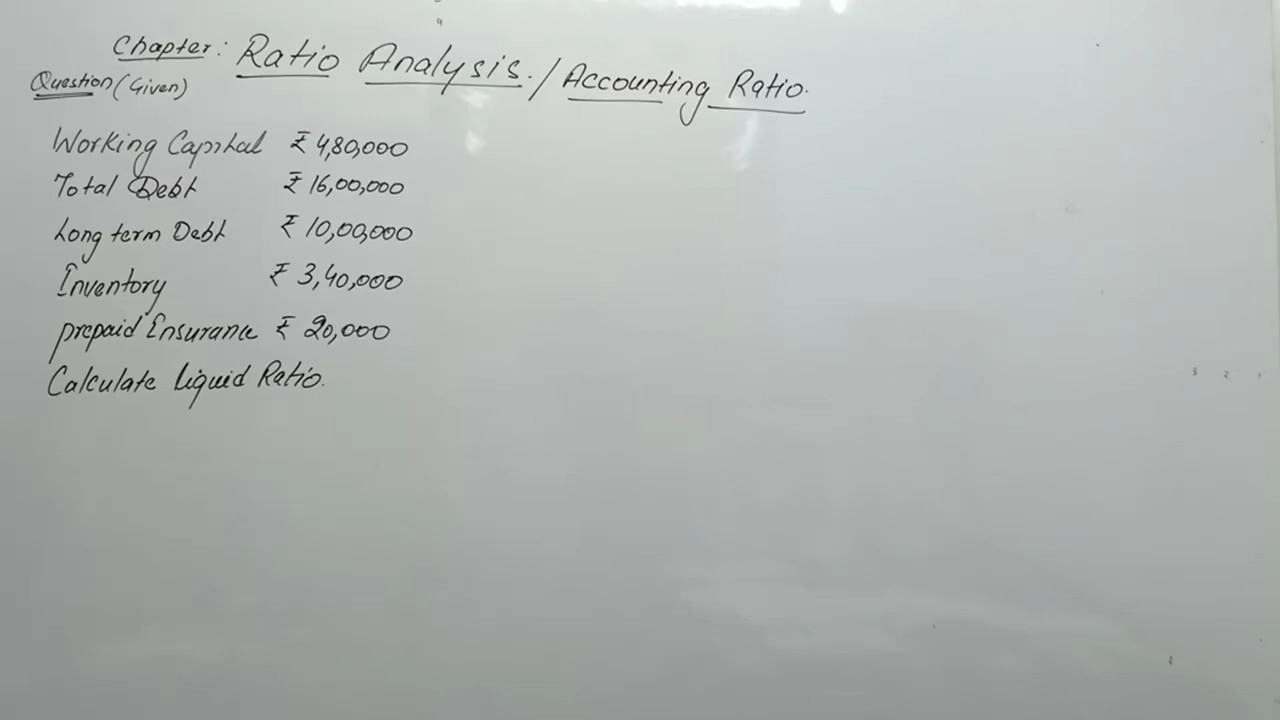 Chapter: Ratio Analysis. / Accounting Ratio.
Question (Given)
Working Capital ₹ 4,80,000
Total Debt ₹ 16,00,000
Long term Debt ₹ 10,00,000
Inventory ₹ 3,40,000
prepaid Insurance ₹ 20,000
Calculate Liquid Ratio.